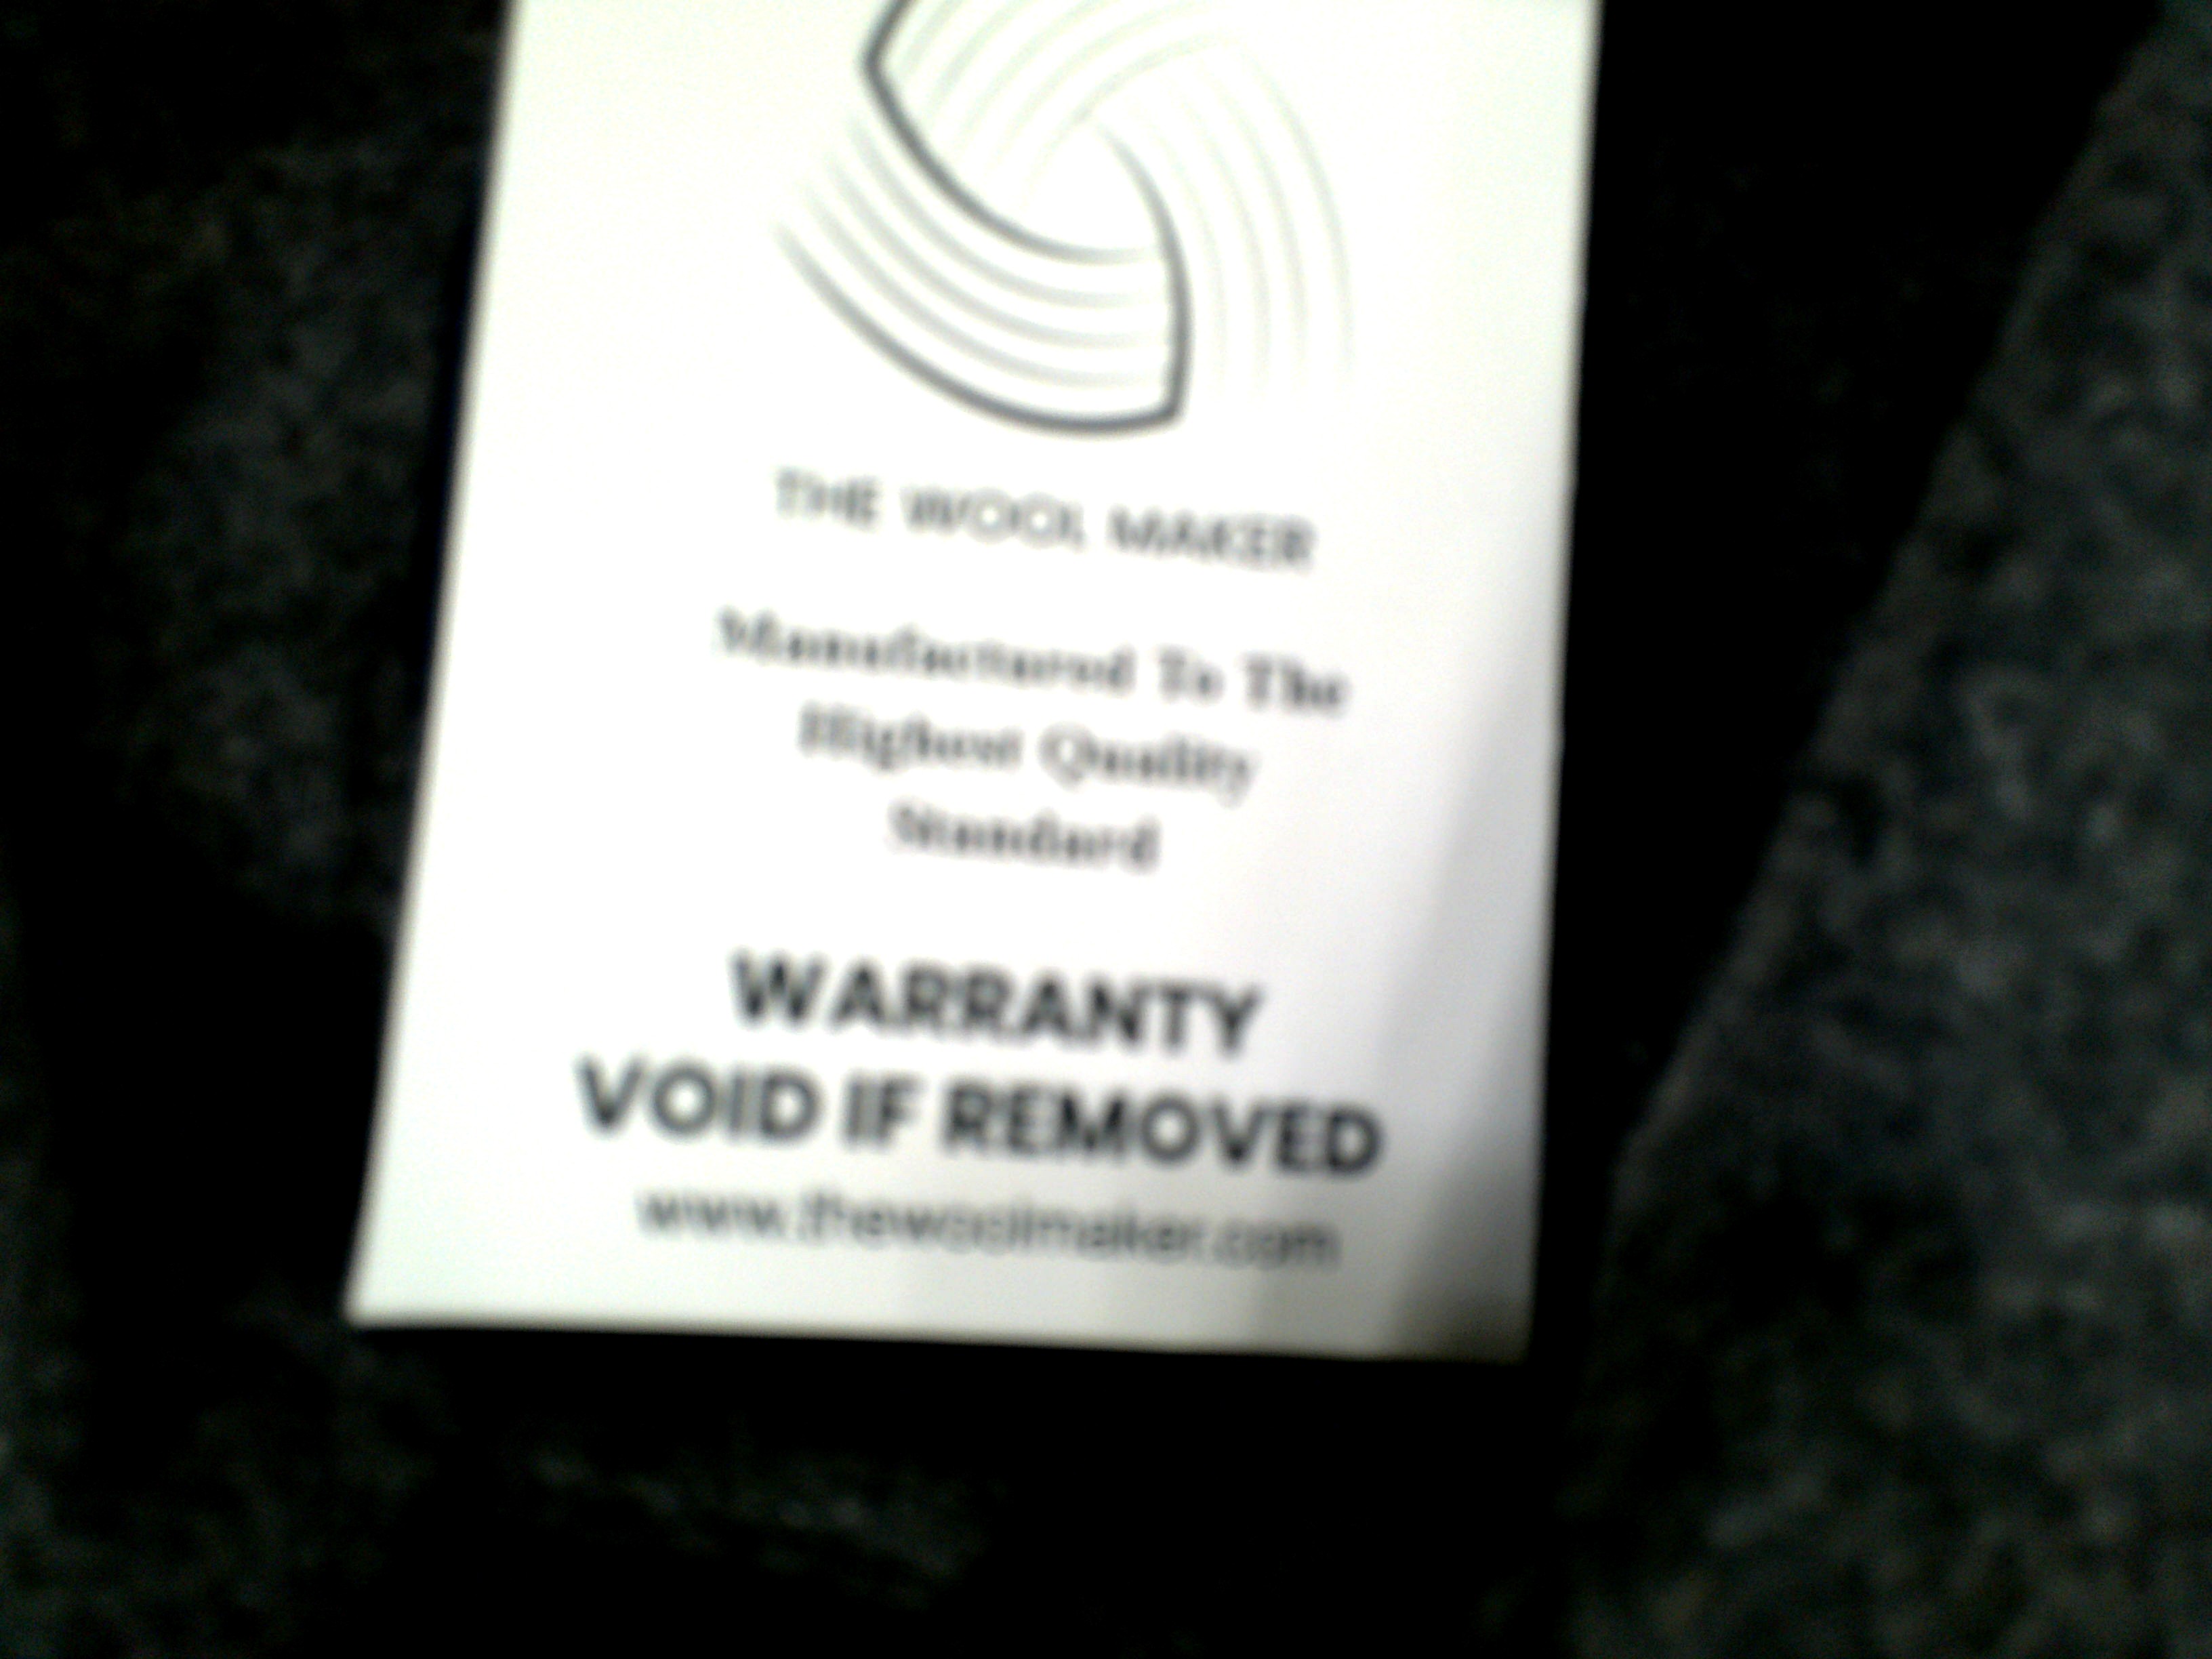 THE WOOL MAKER
Manufactured To The
Highest Quality
Standard
WARRANTY
VOID IF REMOVED
www.thewoolmaker.com